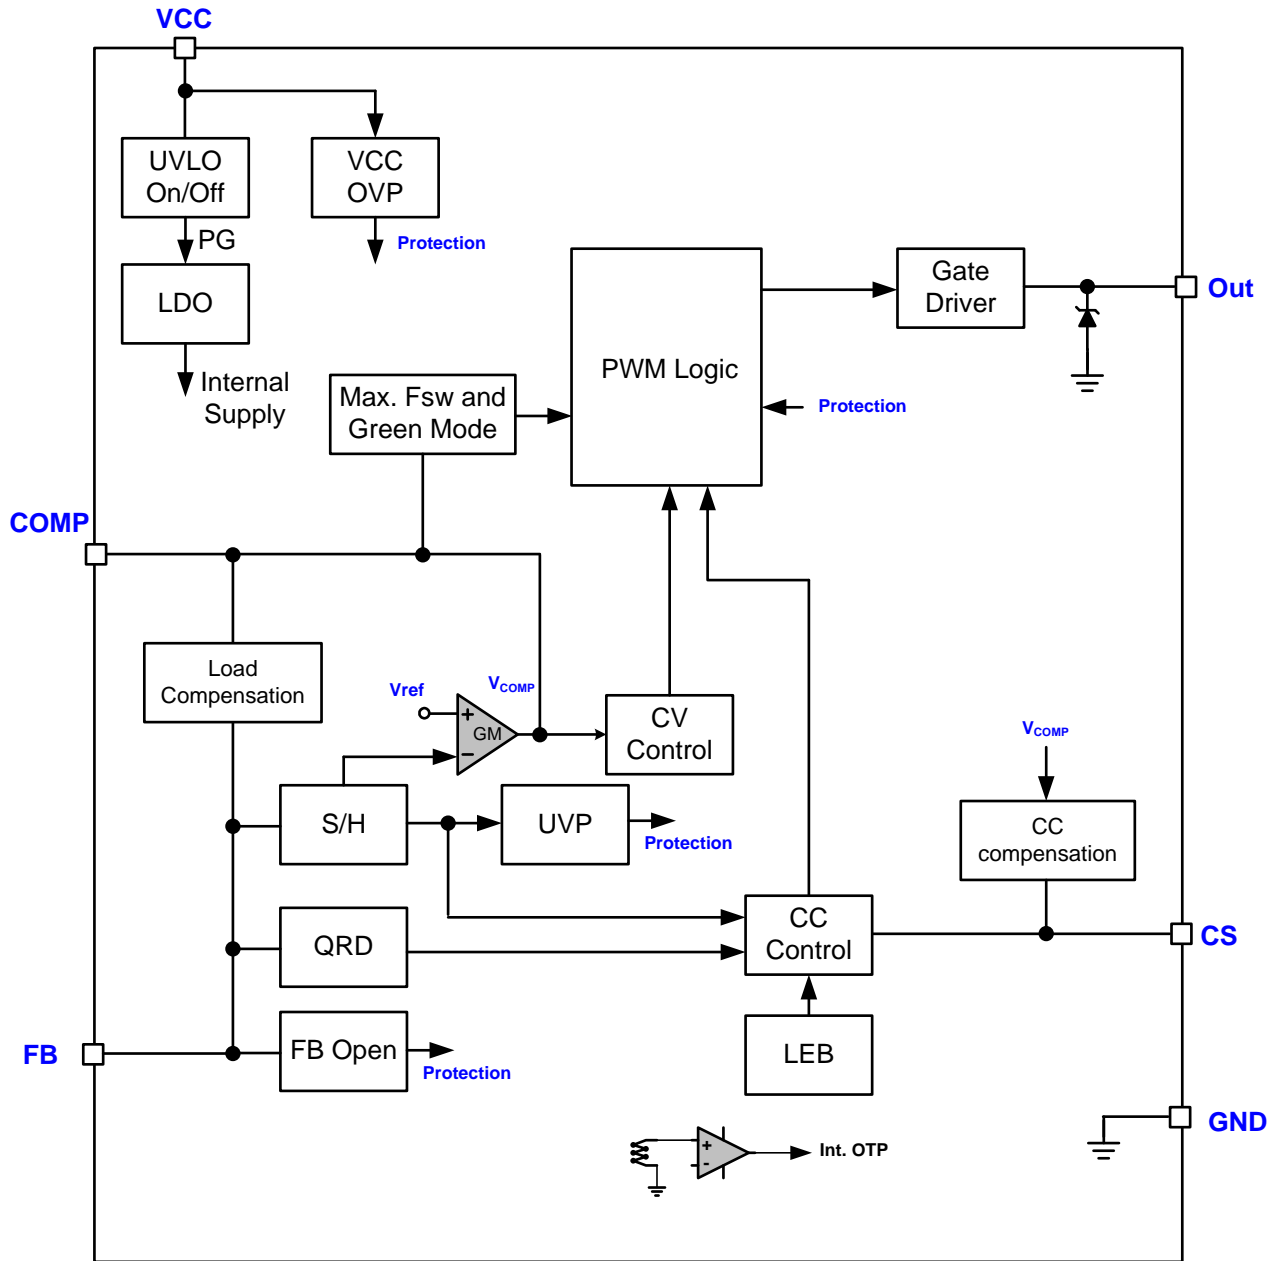 VCC
UVLO
On/Off
VCC
OVP
PG
Protection
LDO
Internal
Supply
Gate
Driver
Out
PWM Logic
Max. Fsw and
Green Mode
Protection
COMP
Load
Compensation
Vref
VCOMP
+
GM
−
CV
Control
VCOMP
S/H
UVP
Protection
CC
compensation
QRD
CC
Control
CS
FB
FB Open
Protection
LEB
GND
+
-
Int. OTP